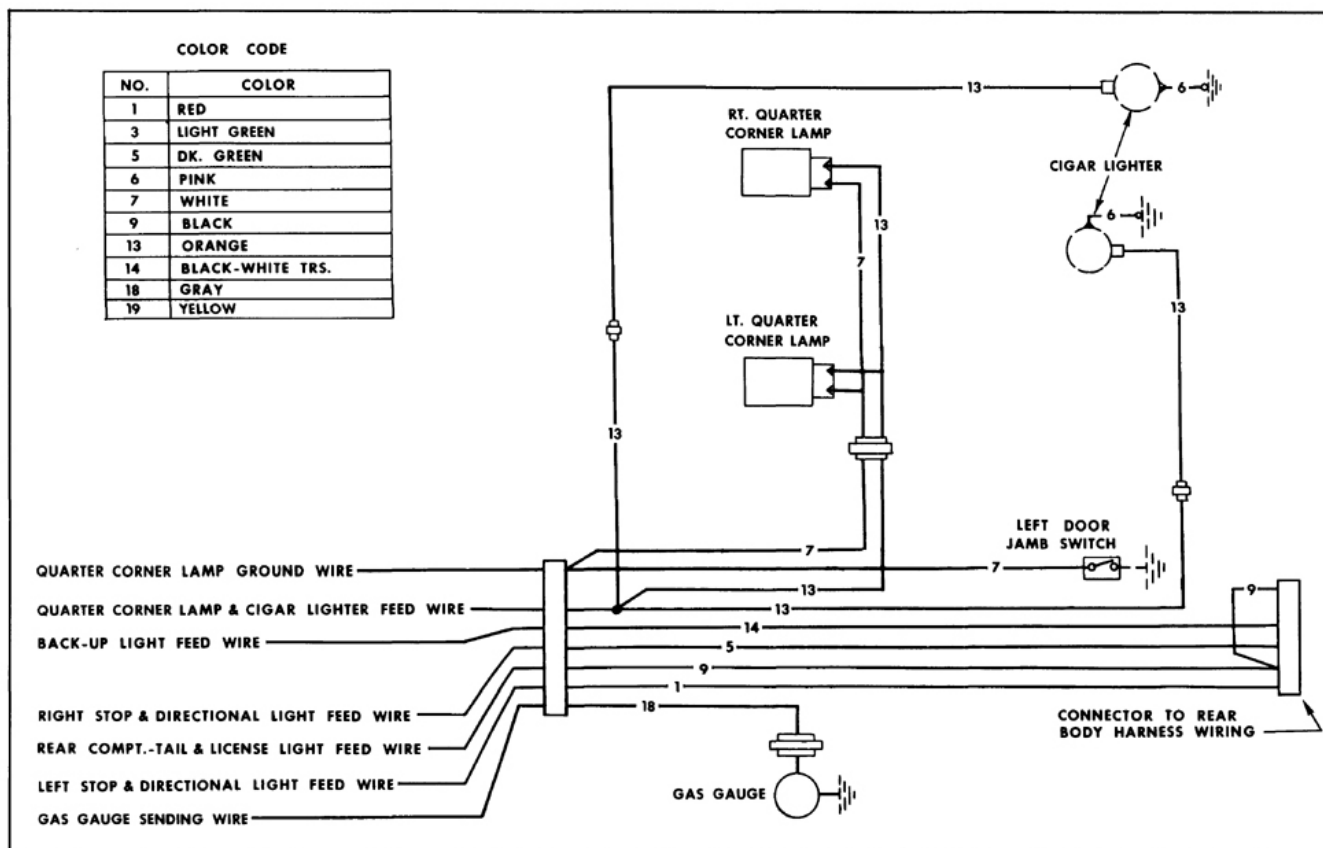 COLOR CODE
NO. COLOR
1 RED
3 LIGHT GREEN
5 DK. GREEN
6 PINK
7 WHITE
9 BLACK
13 ORANGE
14 BLACK-WHITE TRS.
18 GRAY
19 YELLOW
13
6
RT. QUARTER
CORNER LAMP
CIGAR LIGHTER
6
13
7
13
LT. QUARTER
CORNER LAMP
13
LEFT DOOR
JAMB SWITCH
7
QUARTER CORNER LAMP GROUND WIRE
7
13
9
QUARTER CORNER LAMP & CIGAR LIGHTER FEED WIRE
13
14
BACK-UP LIGHT FEED WIRE
5
9
1
18
RIGHT STOP & DIRECTIONAL LIGHT FEED WIRE
CONNECTOR TO REAR
BODY HARNESS WIRING
REAR COMPT.-TAIL & LICENSE LIGHT FEED WIRE
LEFT STOP & DIRECTIONAL LIGHT FEED WIRE
GAS GAUGE
GAS GAUGE SENDING WIRE